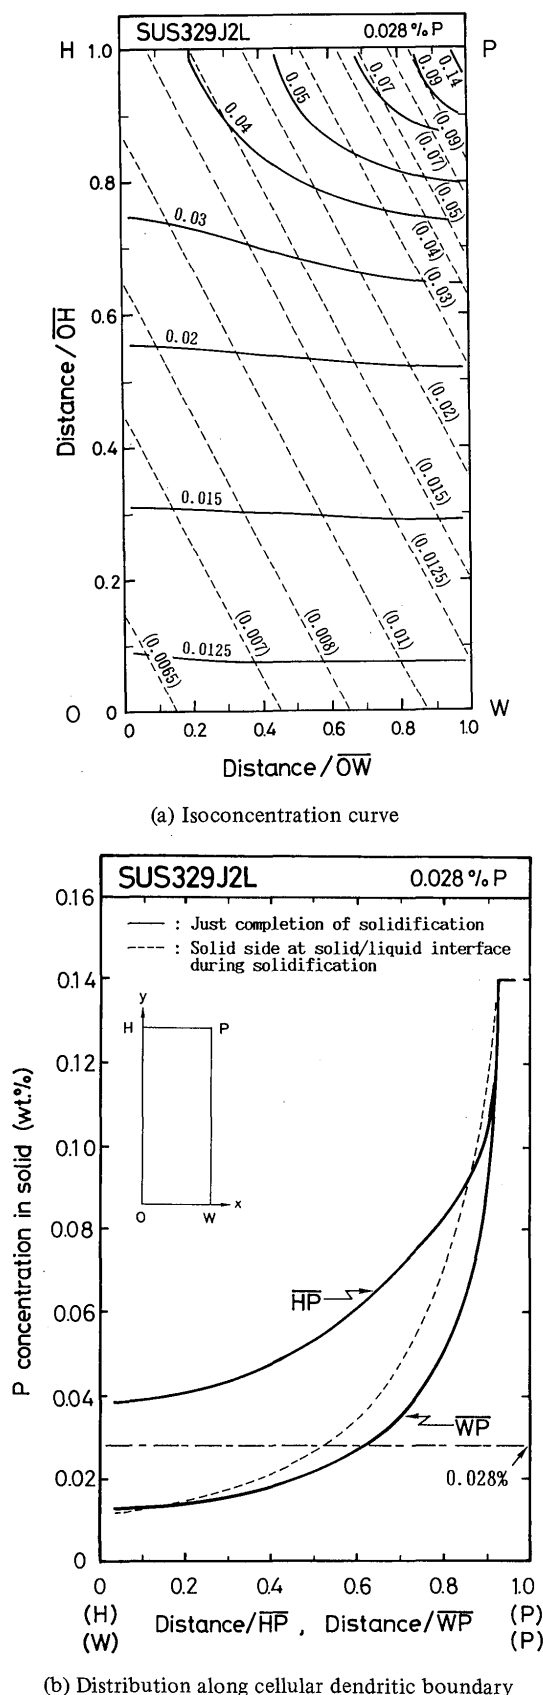 SUS329J2L 0.028%P
H 1.0 P
0.14
0.09
0.07
0.05
0.04
(0.09)
(0.07)
(0.05)
(0.04)
(0.03)
0.8
0.03
0.6
0.02
(0.02)
0.4
(0.015)
0.015
(0.0125)
0.2
(0.0065)
0.0125
(0.007)
(0.008)
(0.01)
O 0 W
0 0.2 0.4 0.6 0.8 1.0
Distance/OH
Distance/OW
(a) Isoconcentration curve
SUS329J2L 0.028%P
0.16
— : Just completion of solidification
---- : Solid side at solid/liquid interface
during solidification
0.14
y
H P
0.12
0.10
O W x
0.08
HP
0.06
0.04
WP
0.028%
0.02
0
P concentration in solid (wt.%)
0 0.2 0.4 0.6 0.8 1.0
(H) Distance/HP , Distance/WP (P)
(W) (P)
(b) Distribution along cellular dendritic boundary